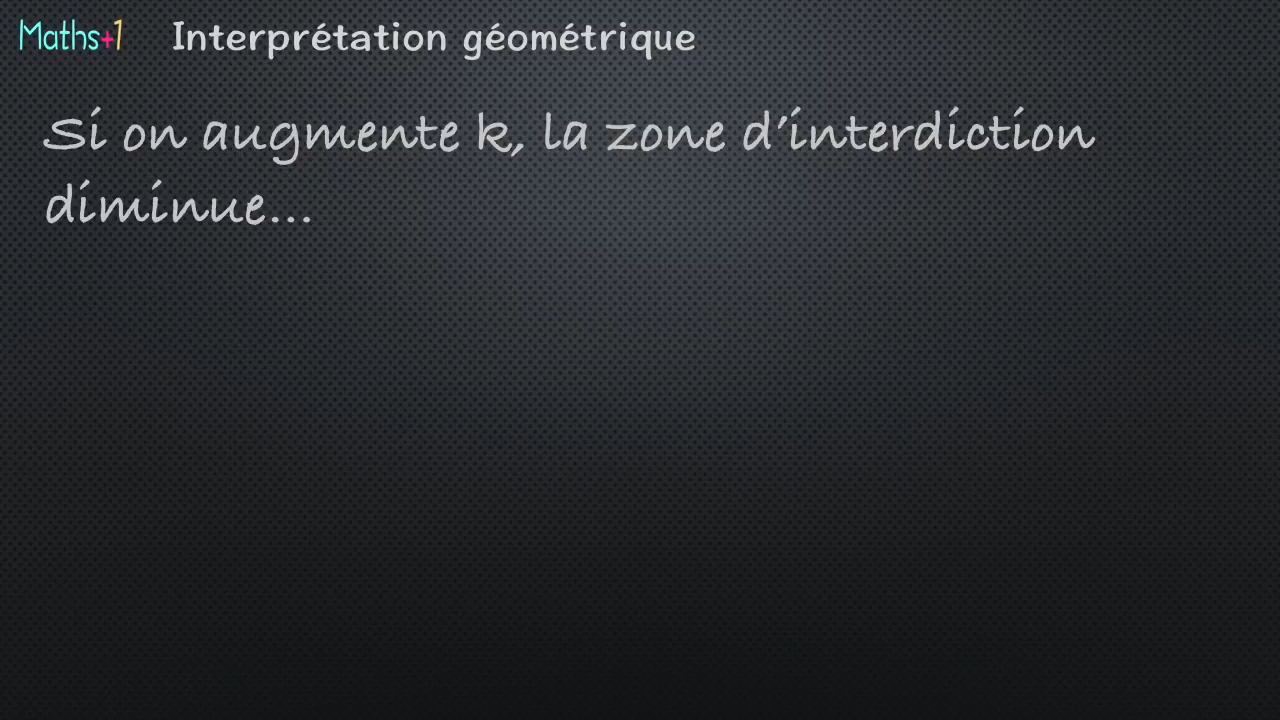 Maths+1 Interprétation géométrique
Si on augmente k, la zone d'interdiction
diminue...